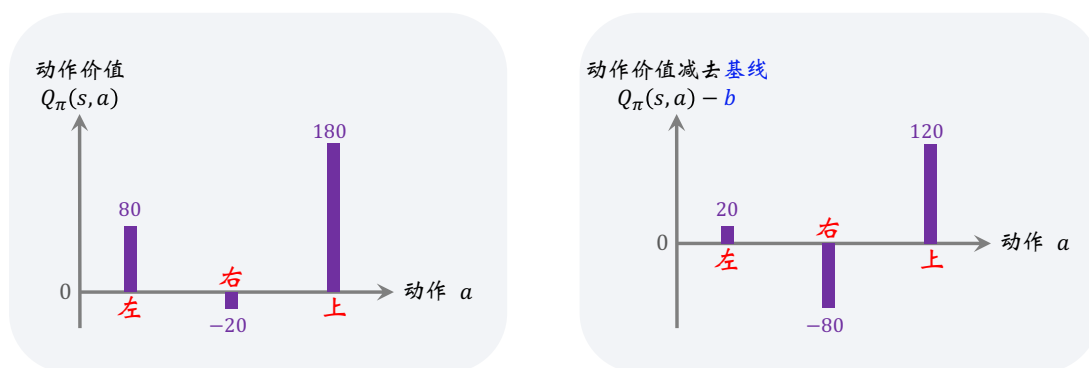 动作价值
Qπ(s, a)
180
80
右
0
动作 a
左
上
−20
动作价值减去基线
Qπ(s, a) − b
120
20
右
0
动作 a
左
上
−80